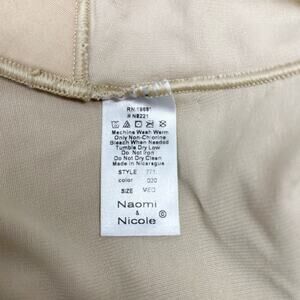 Machine Wash Warm
Only Non-Chlorine
Bleach When Needed
Tumble Dry Low
Do Not Iron
Do Not Dry Clean
Made in Nicaragua
STYLE 771
color 020
SIZE MED
Naomi
&
Nicole ©